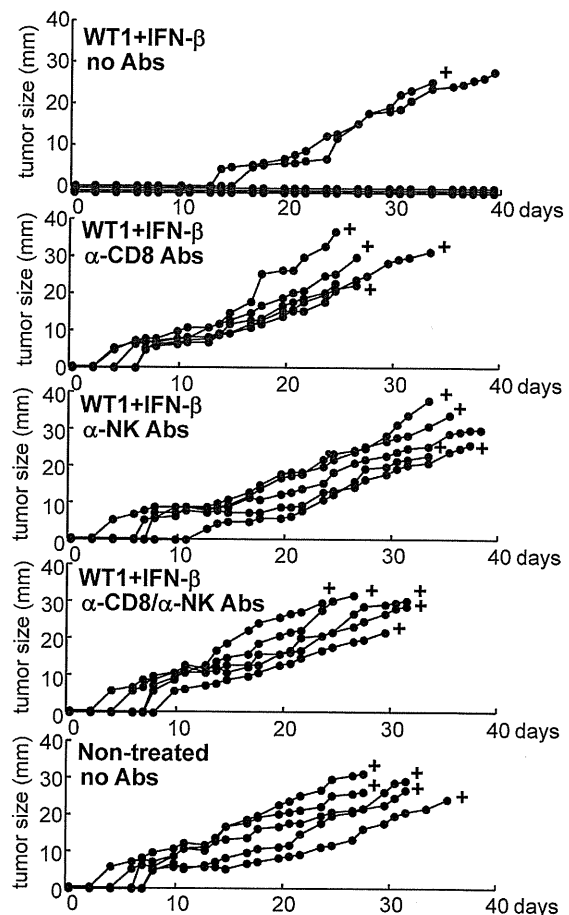 WT1+IFN-β
no Abs
tumor size (mm)
40
30
20
10
0
0 10 20 30 40 days
WT1+IFN-β
α-CD8 Abs
tumor size (mm)
40
30
20
10
0
0 10 20 30 40 days
WT1+IFN-β
α-NK Abs
tumor size (mm)
40
30
20
10
0
0 10 20 30 40 days
WT1+IFN-β
α-CD8/α-NK Abs
tumor size (mm)
40
30
20
10
0
0 10 20 30 40 days
Non-treated
no Abs
tumor size (mm)
40
30
20
10
0
0 10 20 30 40 days